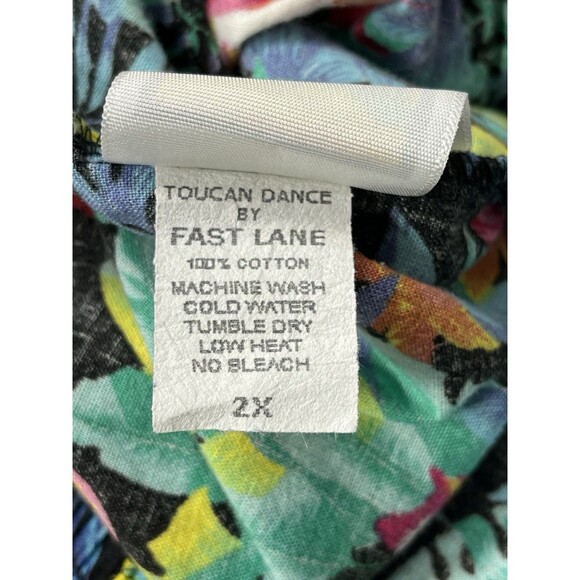 TOUCAN DANCE
BY
FAST LANE
100% COTTON
MACHINE WASH
COLD WATER
TUMBLE DRY
LOW HEAT
NO BLEACH
2X